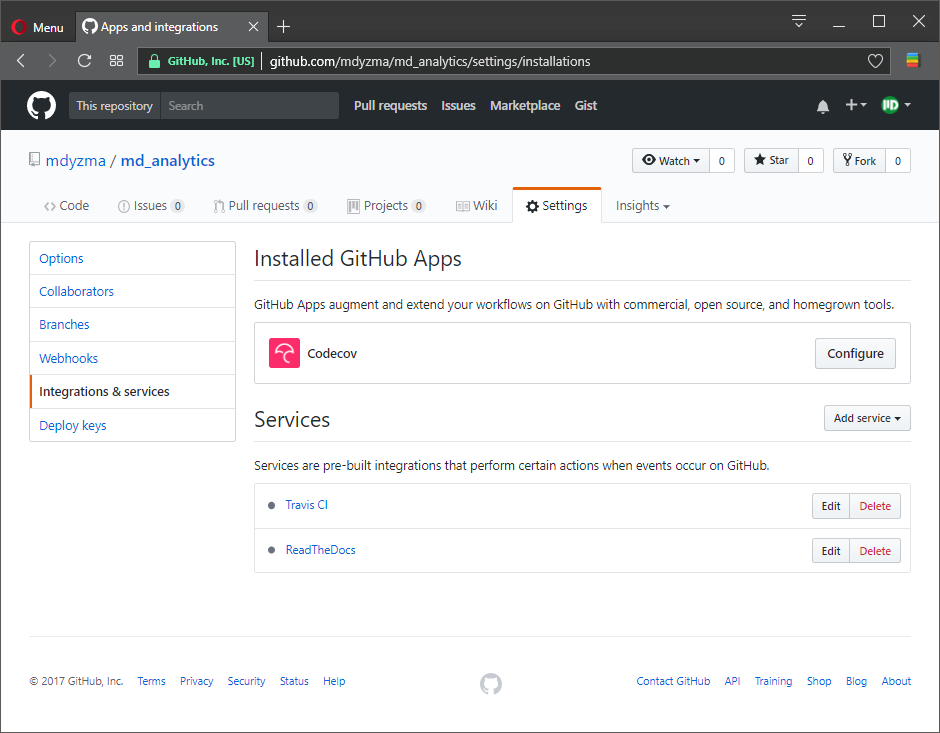 Menu
Apps and integrations
GitHub, Inc. [US] github.com/mdyzma/md_analytics/settings/installations
This repository Search Pull requests Issues Marketplace Gist
mdyzma / md_analytics
Watch 0 Star 0 Fork 0
Code Issues 0 Pull requests 0 Projects 0 Wiki Settings Insights
Options
Collaborators
Branches
Webhooks
Integrations & services
Deploy keys
Installed GitHub Apps
GitHub Apps augment and extend your workflows on GitHub with commercial, open source, and homegrown tools.
Codecov Configure
Services Add service
Services are pre-built integrations that perform certain actions when events occur on GitHub.
Travis CI Edit Delete
ReadTheDocs Edit Delete
© 2017 GitHub, Inc. Terms Privacy Security Status Help Contact GitHub API Training Shop Blog About